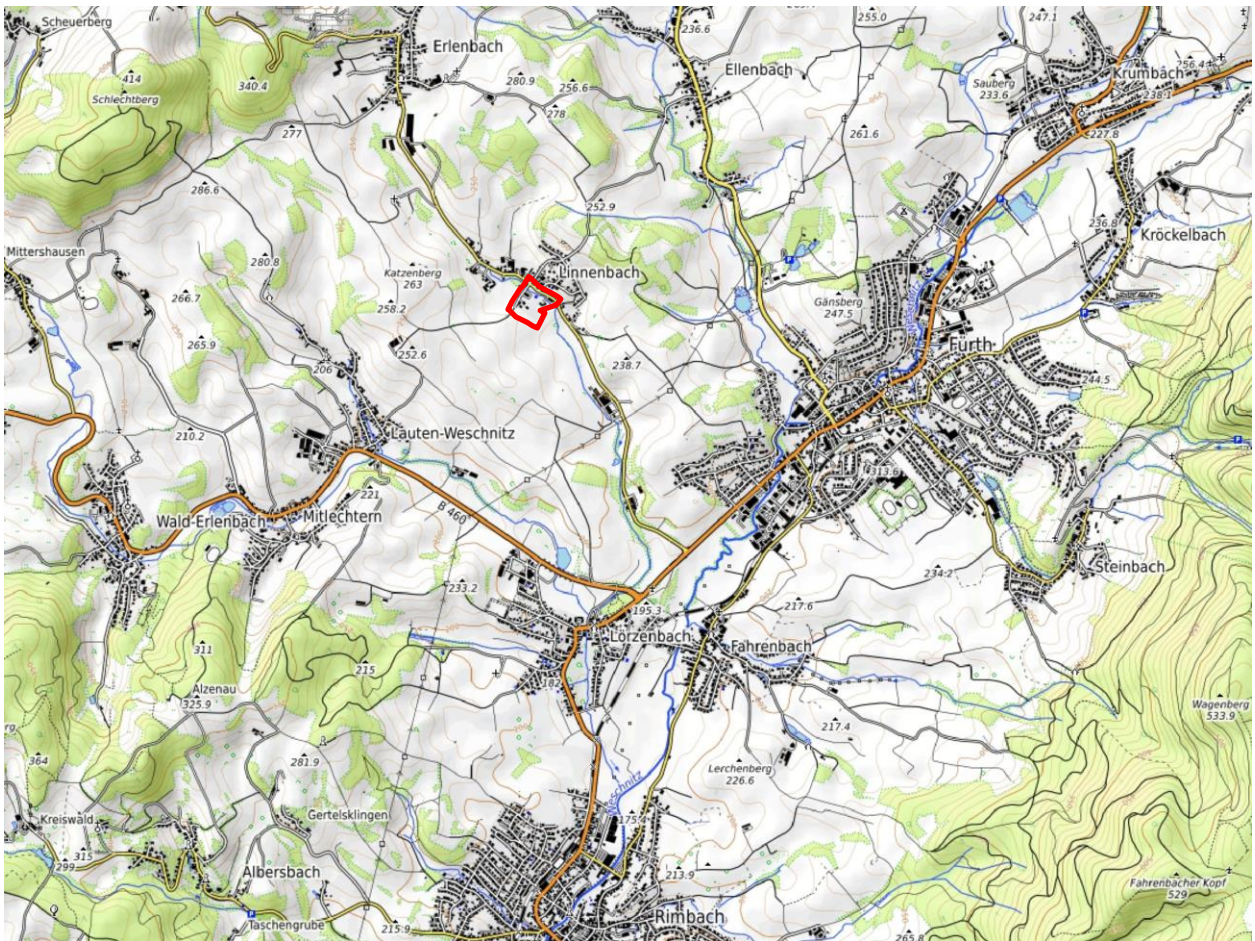 Scheuerberg
Erlenbach
236.6
255.0
247.1
414
Schlechtberg
340.4
280.9
256.6
278
Ellenbach
Sauberg
233.6
Krumbach
256.4
238.1
277
261.6
227.8
286.6
252.9
236.8
Kröckelbach
Mittershausen
280.8
Katzenberg
263
Linnenbach
266.7
258.2
Gänsberg
247.5
265.9
252.6
206
238.7
Fürth
244.5
210.2
Lauten-Weschnitz
221
B 460
Wald-Erlenbach
Mitlechtern
233.2
234.2
Steinbach
195.3
217.6
Lörzenbach
Fahrenbach
311
215
182
Alzenau
325.9
217.4
Wagenberg
533.9
364
281.9
Lerchenberg
226.6
Weschnitz
Kreiswald
Gertelsklingen
175.4
315
299
Albersbach
213.9
Fahrenbacher Kopf
529
Taschengrube
215.9
Rimbach
265.8